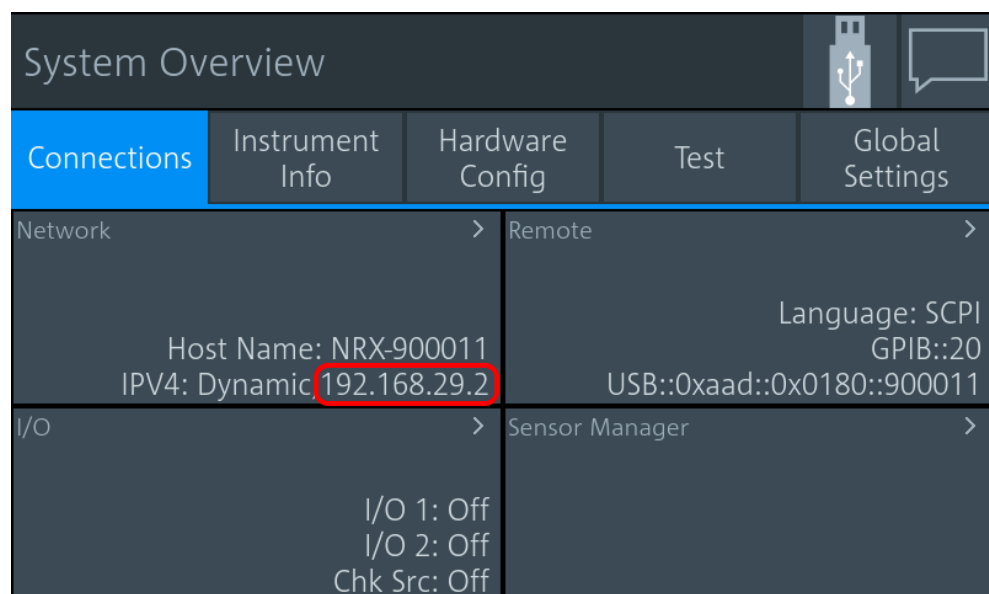 System Overview
Connections
Instrument
Info
Hardware
Config
Test
Global
Settings
Network >
Host Name: NRX-900011
IPV4: Dynamic, 192.168.29.2
Remote >
Language: SCPI
GPIB::20
USB::0xaad::0x0180::900011
I/O >
I/O 1: Off
I/O 2: Off
Chk Src: Off
Sensor Manager >